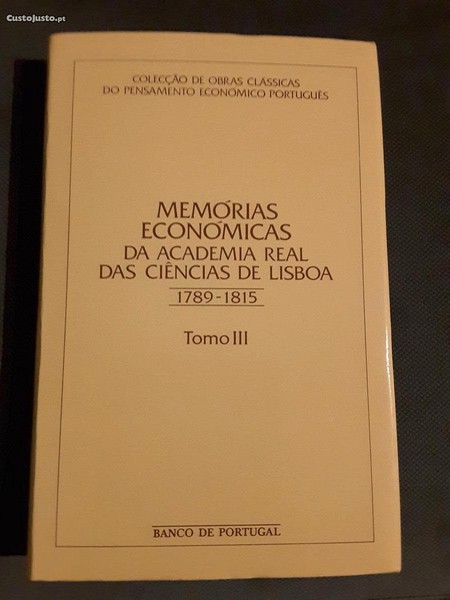 CustoJusto.pt
COLECÇÃO DE OBRAS CLÁSSICAS
DO PENSAMENTO ECONÓMICO PORTUGUÊS
MEMÓRIAS
ECONÓMICAS
DA ACADEMIA REAL
DAS CIÊNCIAS DE LISBOA
1789-1815
Tomo III
BANCO DE PORTUGAL